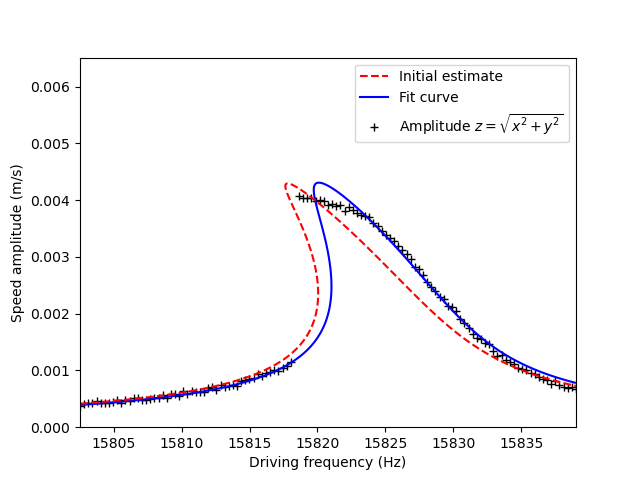 0.006
0.005
0.004
0.003
0.002
0.001
0.000
Speed amplitude (m/s)
Initial estimate
Fit curve
Amplitude z = √x² + y²
15805 15810 15815 15820 15825 15830 15835
Driving frequency (Hz)